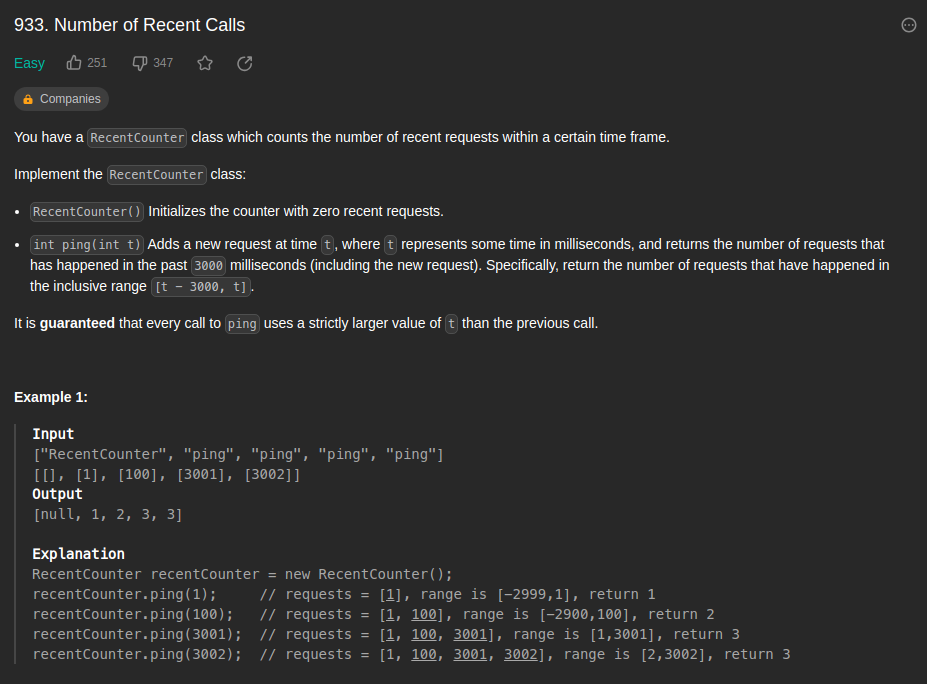 933. Number of Recent Calls
Easy 251 347
Companies
You have a RecentCounter class which counts the number of recent requests within a certain time frame.
Implement the RecentCounter class:
• RecentCounter() Initializes the counter with zero recent requests.
• int ping(int t) Adds a new request at time t, where t represents some time in milliseconds, and returns the number of requests that
has happened in the past 3000 milliseconds (including the new request). Specifically, return the number of requests that have happened in
the inclusive range [t - 3000, t].
It is guaranteed that every call to ping uses a strictly larger value of t than the previous call.
Example 1:
Input
["RecentCounter", "ping", "ping", "ping", "ping"]
[[], [1], [100], [3001], [3002]]
Output
[null, 1, 2, 3, 3]
Explanation
RecentCounter recentCounter = new RecentCounter();
recentCounter.ping(1);     // requests = [1], range is [-2999,1], return 1
recentCounter.ping(100);   // requests = [1, 100], range is [-2900,100], return 2
recentCounter.ping(3001);  // requests = [1, 100, 3001], range is [1,3001], return 3
recentCounter.ping(3002);  // requests = [1, 100, 3001, 3002], range is [2,3002], return 3